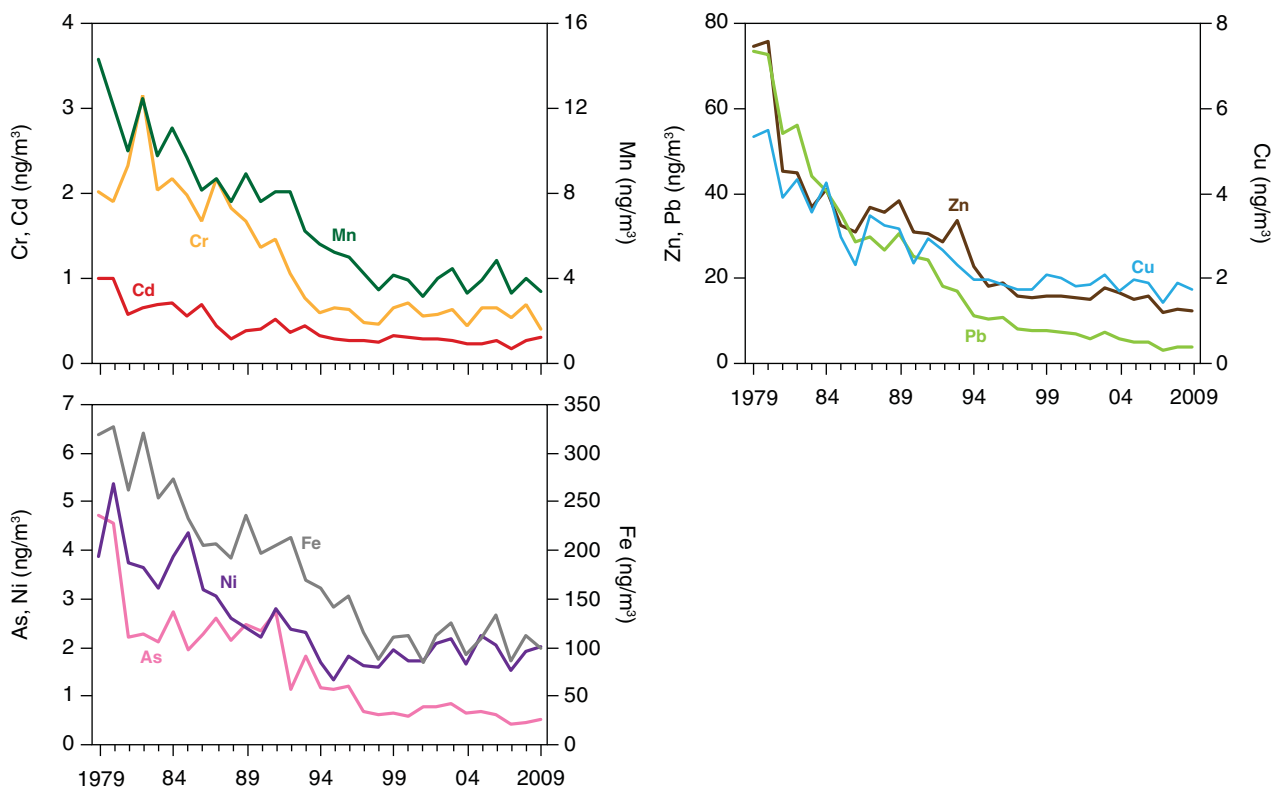 4
3
2
1
0
Cr, Cd (ng/m³)
16
12
8
4
0
Mn (ng/m³)
Mn
Cr
Cd
80
60
40
20
0
Zn, Pb (ng/m³)
8
6
4
2
0
Cu (ng/m³)
Zn
Cu
Pb
1979 84 89 94 99 04 2009
7
6
5
4
3
2
1
0
As, Ni (ng/m³)
350
300
250
200
150
100
50
0
Fe (ng/m³)
Fe
Ni
As
1979 84 89 94 99 04 2009